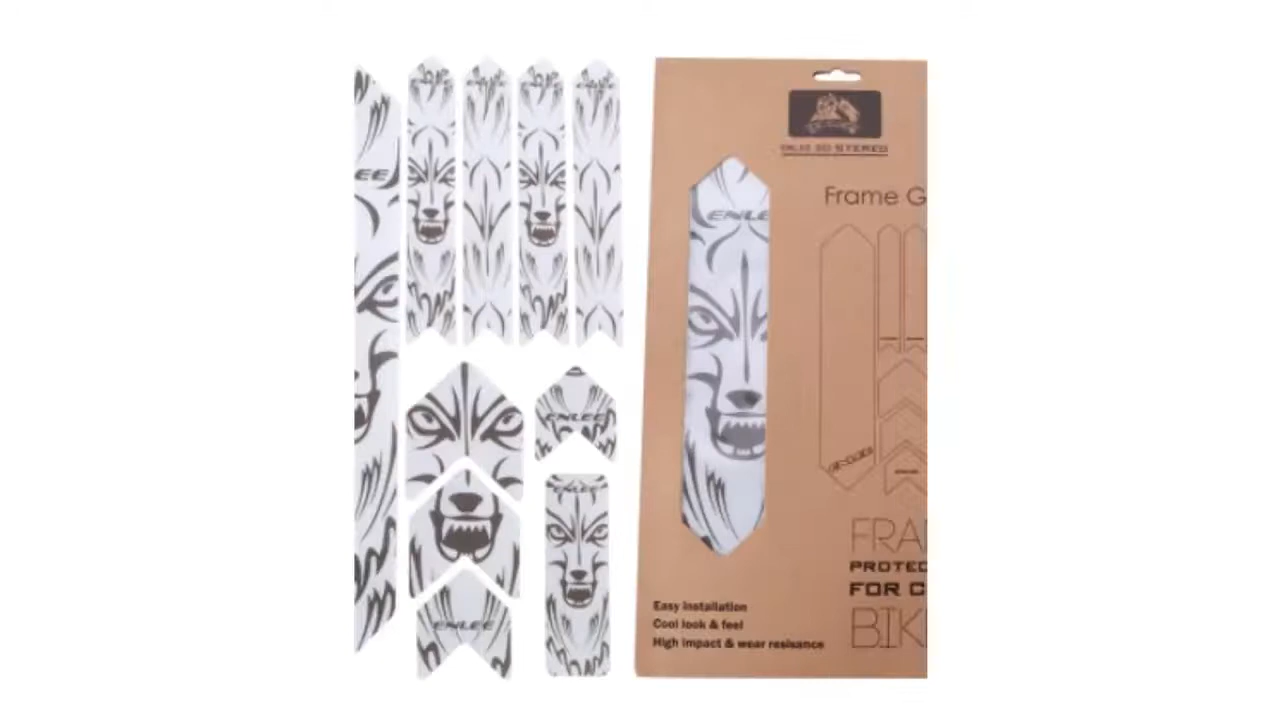 EE
ENLEE
ENLEE
ENLEE
3D STEREO
Frame G
ENLEE
FRA
PROTEC
FOR C
BIK
Easy installation
Cool look & feel
High impact & wear resisance